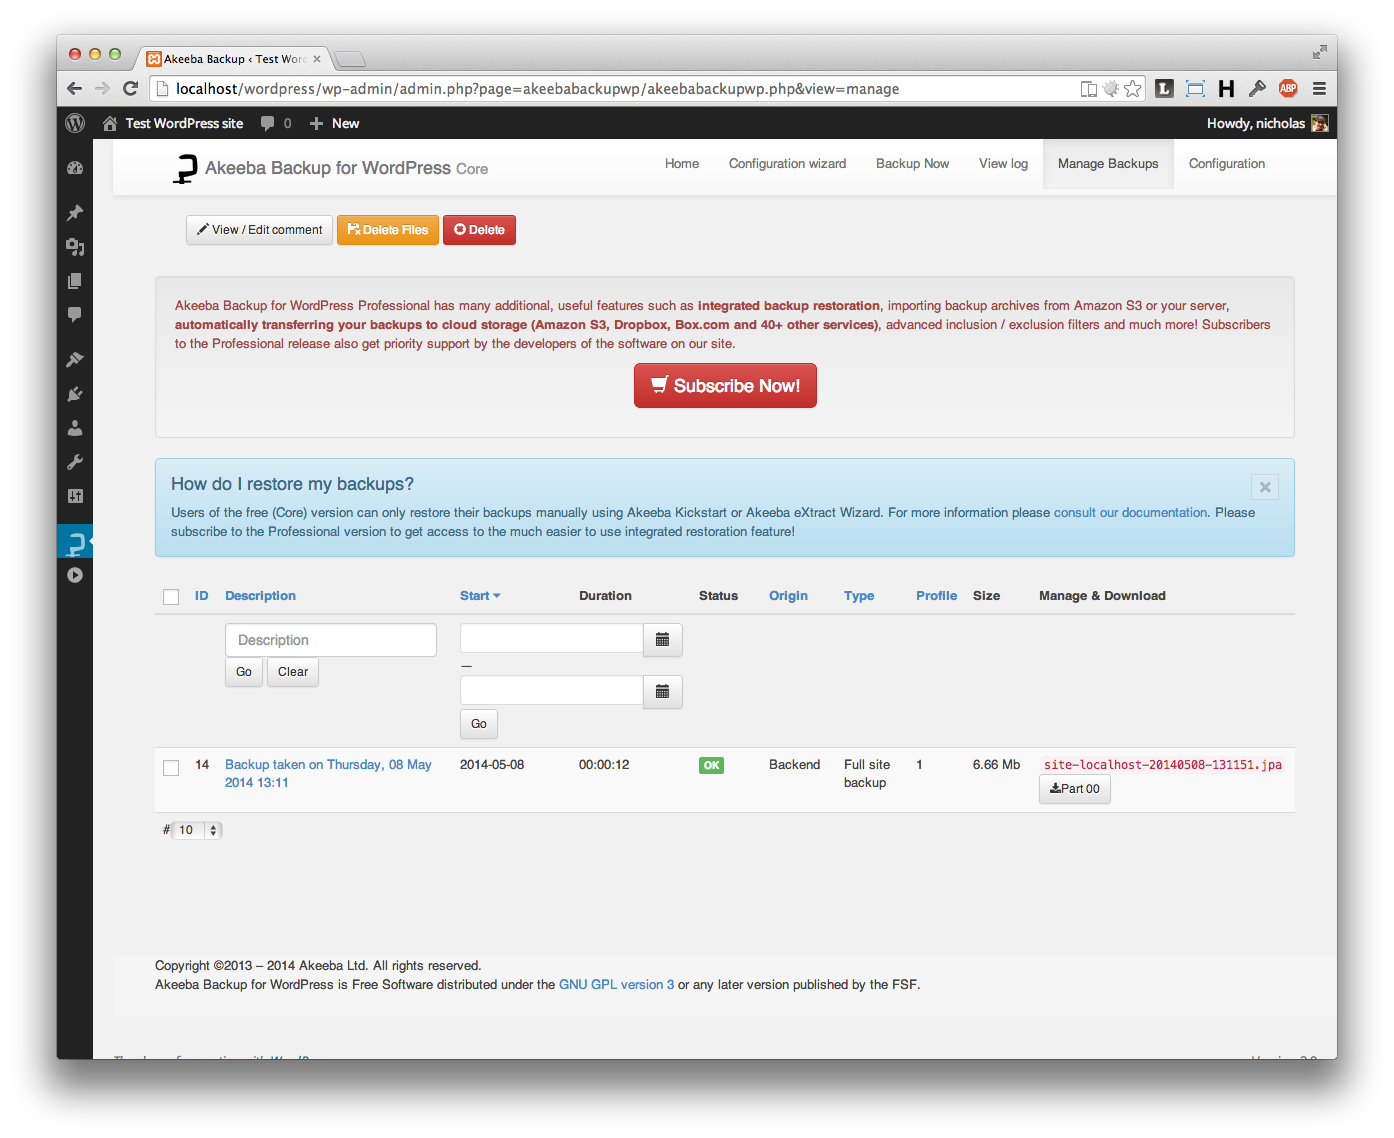 Akeeba Backup ‹ Test Wor
localhost/wordpress/wp-admin/admin.php?page=akeebabackupwp/akeebabackupwp.php&view=manage
L
H
ABP
Test WordPress site 0 New
Howdy, nicholas
Akeeba Backup for WordPress Core
Home Configuration wizard Backup Now View log Manage Backups Configuration
View / Edit comment Delete Files Delete
Akeeba Backup for WordPress Professional has many additional, useful features such as integrated backup restoration, importing backup archives from Amazon S3 or your server,
automatically transferring your backups to cloud storage (Amazon S3, Dropbox, Box.com and 40+ other services), advanced inclusion / exclusion filters and much more! Subscribers
to the Professional release also get priority support by the developers of the software on our site.
Subscribe Now!
How do I restore my backups?
Users of the free (Core) version can only restore their backups manually using Akeeba Kickstart or Akeeba eXtract Wizard. For more information please consult our documentation. Please
subscribe to the Professional version to get access to the much easier to use integrated restoration feature!
ID Description Start Duration Status Origin Type Profile Size Manage & Download
Description
Go Clear
—
Go
14 Backup taken on Thursday, 08 May 2014-05-08 00:00:12 OK Backend Full site 1 6.66 Mb site-localhost-20140508-131151.jpa
2014 13:11 backup Part 00
# 10
Copyright ©2013 – 2014 Akeeba Ltd. All rights reserved.
Akeeba Backup for WordPress is Free Software distributed under the GNU GPL version 3 or any later version published by the FSF.